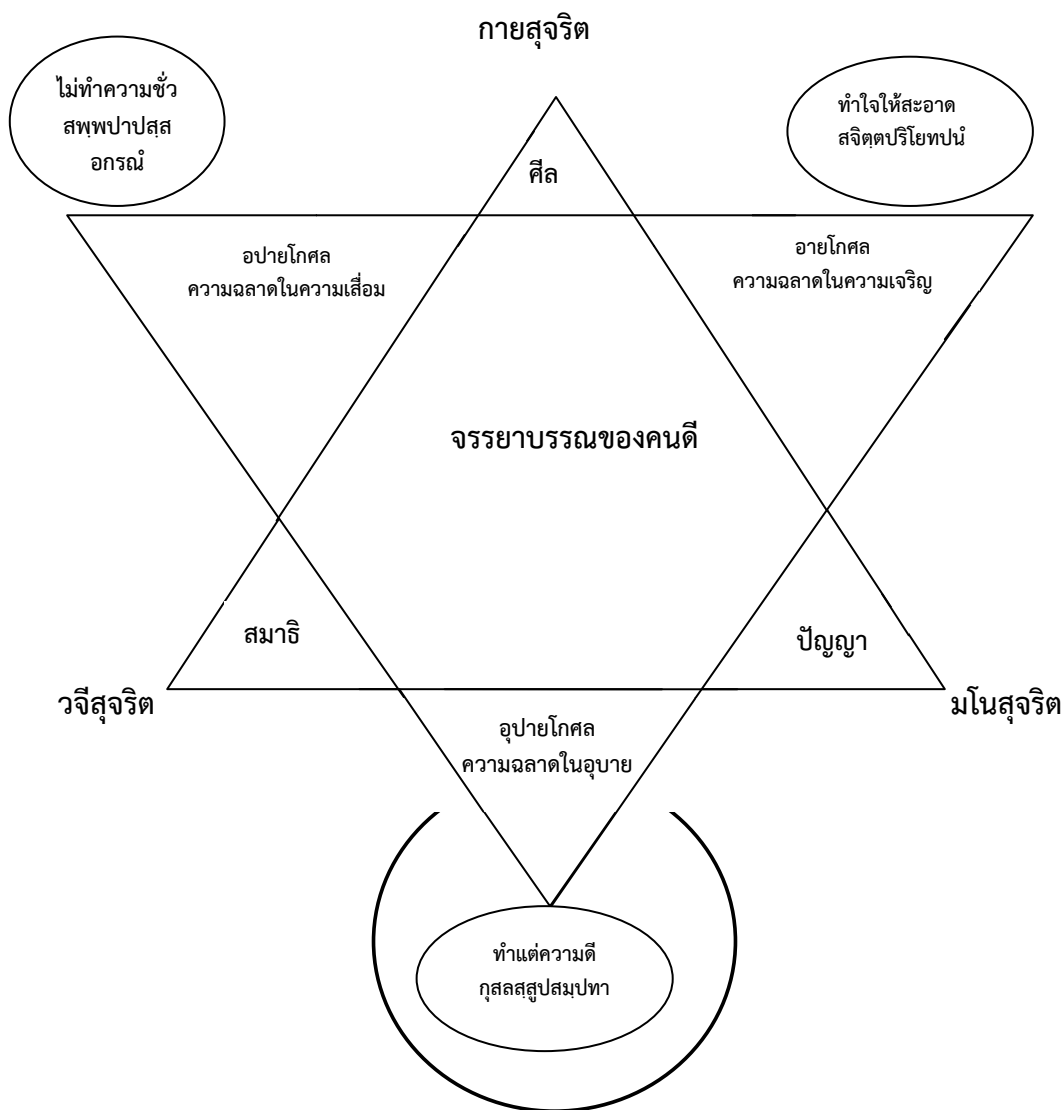 กายสุจริต
ไม่ทำความชั่ว
สพฺพปาปสฺส
อกรณํ
ทำใจให้สะอาด
สจิตฺตปริโยทปนํ
ศีล
อปายโกศล
ความฉลาดในความเสื่อม
อายโกศล
ความฉลาดในความเจริญ
จรรยาบรรณของคนดี
สมาธิ
ปัญญา
วจีสุจริต
มโนสุจริต
อุปายโกศล
ความฉลาดในอุบาย
ทำแต่ความดี
กุสลสฺสูปสมฺปทา